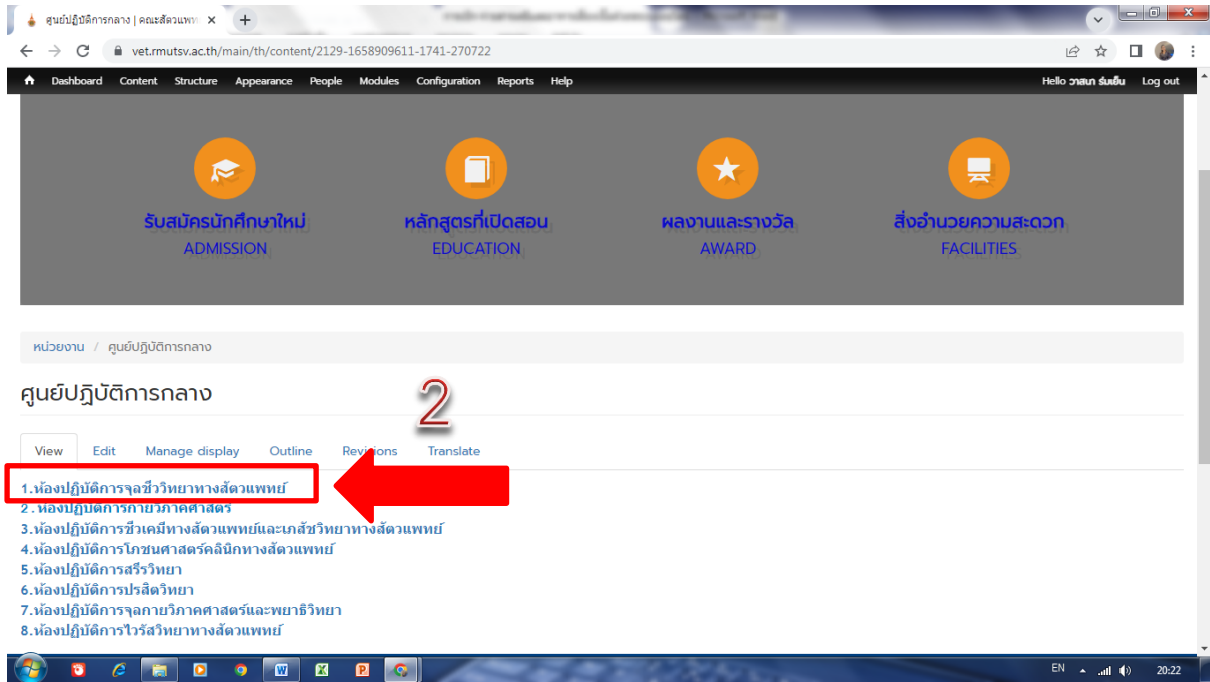 ศูนย์ปฏิบัติการกลาง | คณะสัตวแพท
vet.rmutsv.ac.th/main/th/content/2129-1658909611-1741-270722
Dashboard Content Structure Appearance People Modules Configuration Reports Help Hello วาสนา ร่มเย็น Log out
รับสมัครนักศึกษาใหม่ หลักสูตรที่เปิดสอน ผลงานและรางวัล สิ่งอำนวยความสะดวก
ADMISSION EDUCATION AWARD FACILITIES
หน่วยงาน / ศูนย์ปฏิบัติการกลาง
ศูนย์ปฏิบัติการกลาง
2
View Edit Manage display Outline Revisions Translate
1.ห้องปฏิบัติการจุลชีววิทยาทางสัตวแพทย์
2.ห้องปฏิบัติการกายวิภาคศาสตร์
3.ห้องปฏิบัติการชีวเคมีทางสัตวแพทย์และเภสัชวิทยาทางสัตวแพทย์
4.ห้องปฏิบัติการโภชนศาสตร์คลินิกทางสัตวแพทย์
5.ห้องปฏิบัติการสรีรวิทยา
6.ห้องปฏิบัติการปรสิตวิทยา
7.ห้องปฏิบัติการจุลกายวิภาคศาสตร์และพยาธิวิทยา
8.ห้องปฏิบัติการไวรัสวิทยาทางสัตวแพทย์
EN 20:22